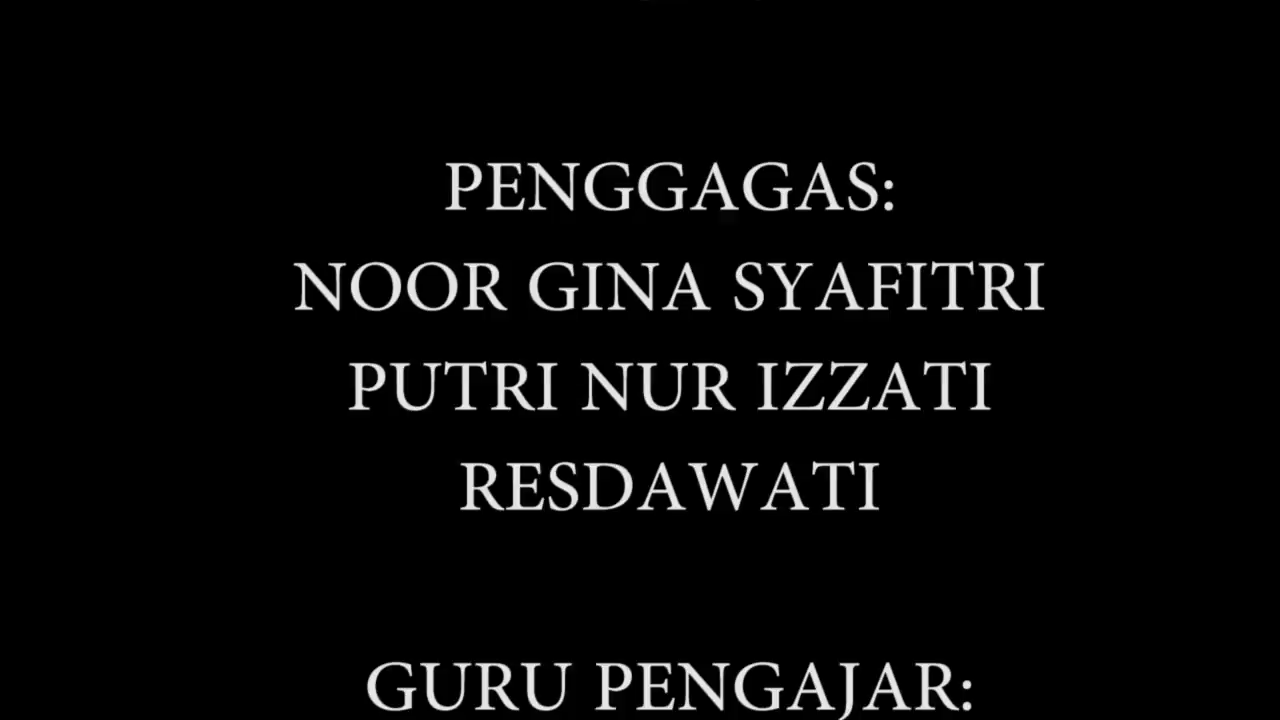 PENGGAGAS:
NOOR GINA SYAFITRI
PUTRI NUR IZZATI
RESDAWATI
GURU PENGAJAR: